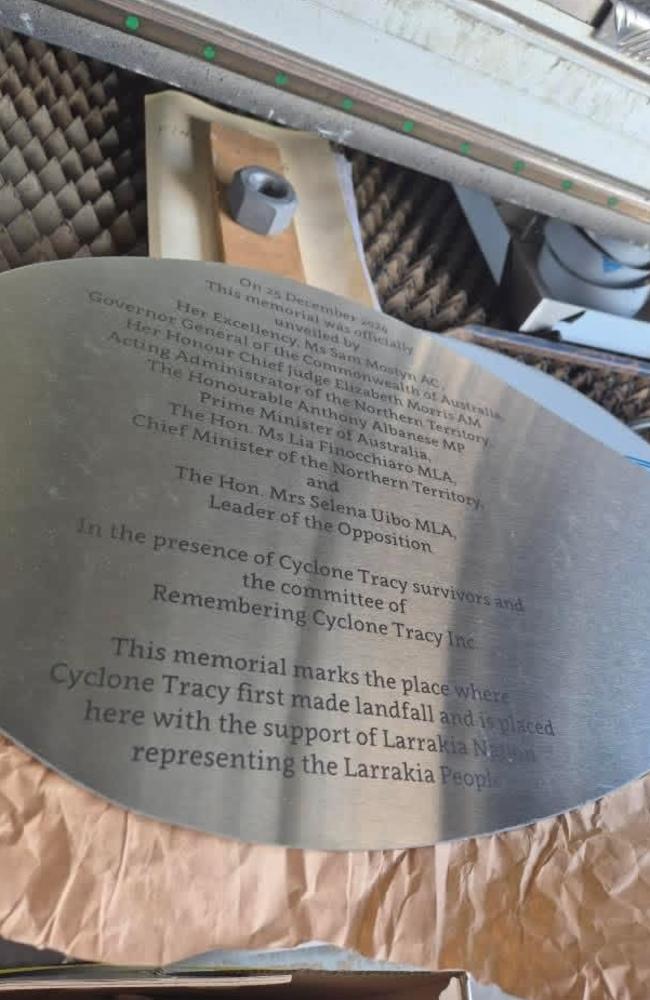 On 25 December 2024
This memorial was officially
unveiled by
Her Excellency, Ms Sam Mostyn AC,
Governor General of the Commonwealth of Australia,
Her Honour Chief Judge Elizabeth Morris AM
Acting Administrator of the Northern Territory,
The Honourable Anthony Albanese MP
Prime Minister of Australia,
The Hon. Ms Lia Finocchiaro MLA,
Chief Minister of the Northern Territory,
and
The Hon. Mrs Selena Uibo MLA,
Leader of the Opposition
In the presence of Cyclone Tracy survivors and
the committee of
Remembering Cyclone Tracy Inc.
This memorial marks the place where
Cyclone Tracy first made landfall and is placed
here with the support of Larrakia Nation
representing the Larrakia People